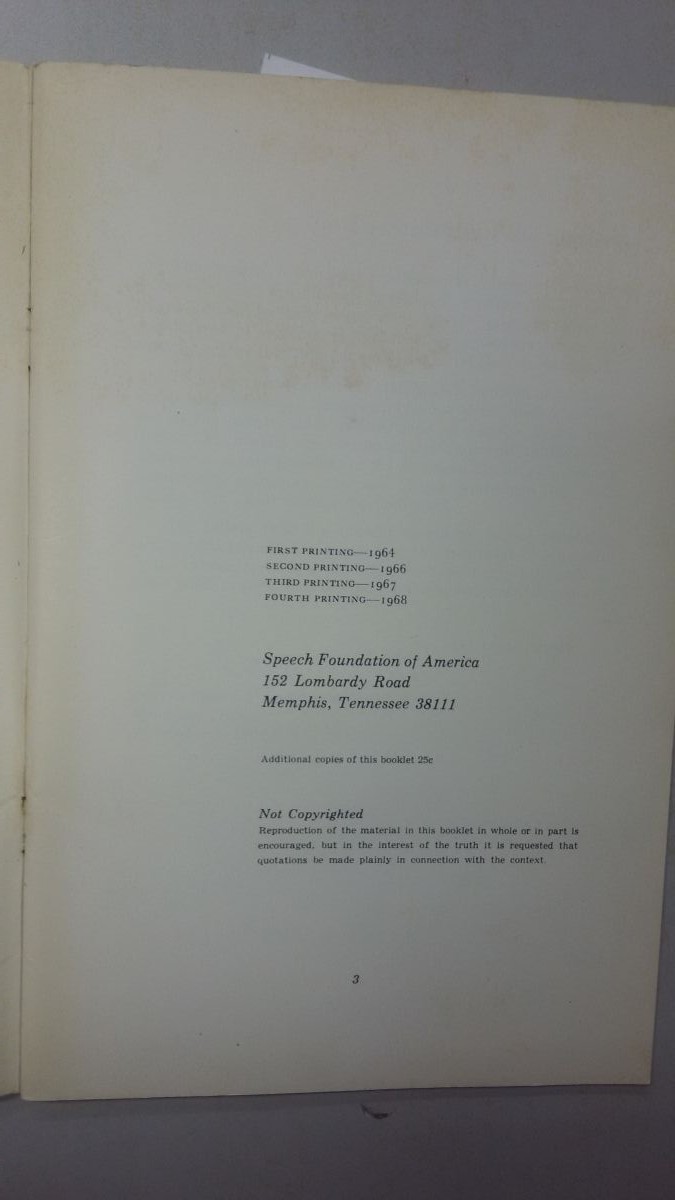 FIRST PRINTING—1964
SECOND PRINTING—1966
THIRD PRINTING—1967
FOURTH PRINTING—1968
Speech Foundation of America
152 Lombardy Road
Memphis, Tennessee 38111
Additional copies of this booklet 25c
Not Copyrighted
Reproduction of the material in this booklet in whole or in part is
encouraged, but in the interest of the truth it is requested that
quotations be made plainly in connection with the context.
3